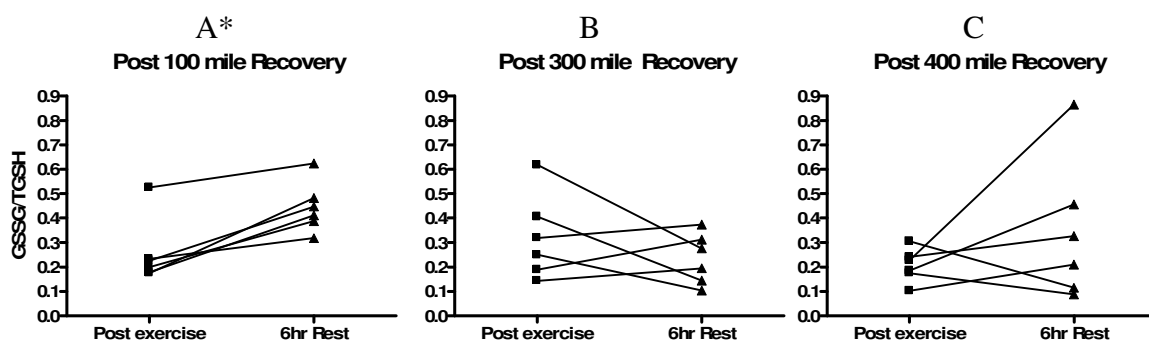 A* B C
Post 100 mile Recovery Post 300 mile Recovery Post 400 mile Recovery
GSSG/TGSH
0.9 0.9 0.9
0.8 0.8 0.8
0.7 0.7 0.7
0.6 0.6 0.6
0.5 0.5 0.5
0.4 0.4 0.4
0.3 0.3 0.3
0.2 0.2 0.2
0.1 0.1 0.1
0.0 0.0 0.0
Post exercise 6hr Rest Post exercise 6hr Rest Post exercise 6hr Rest